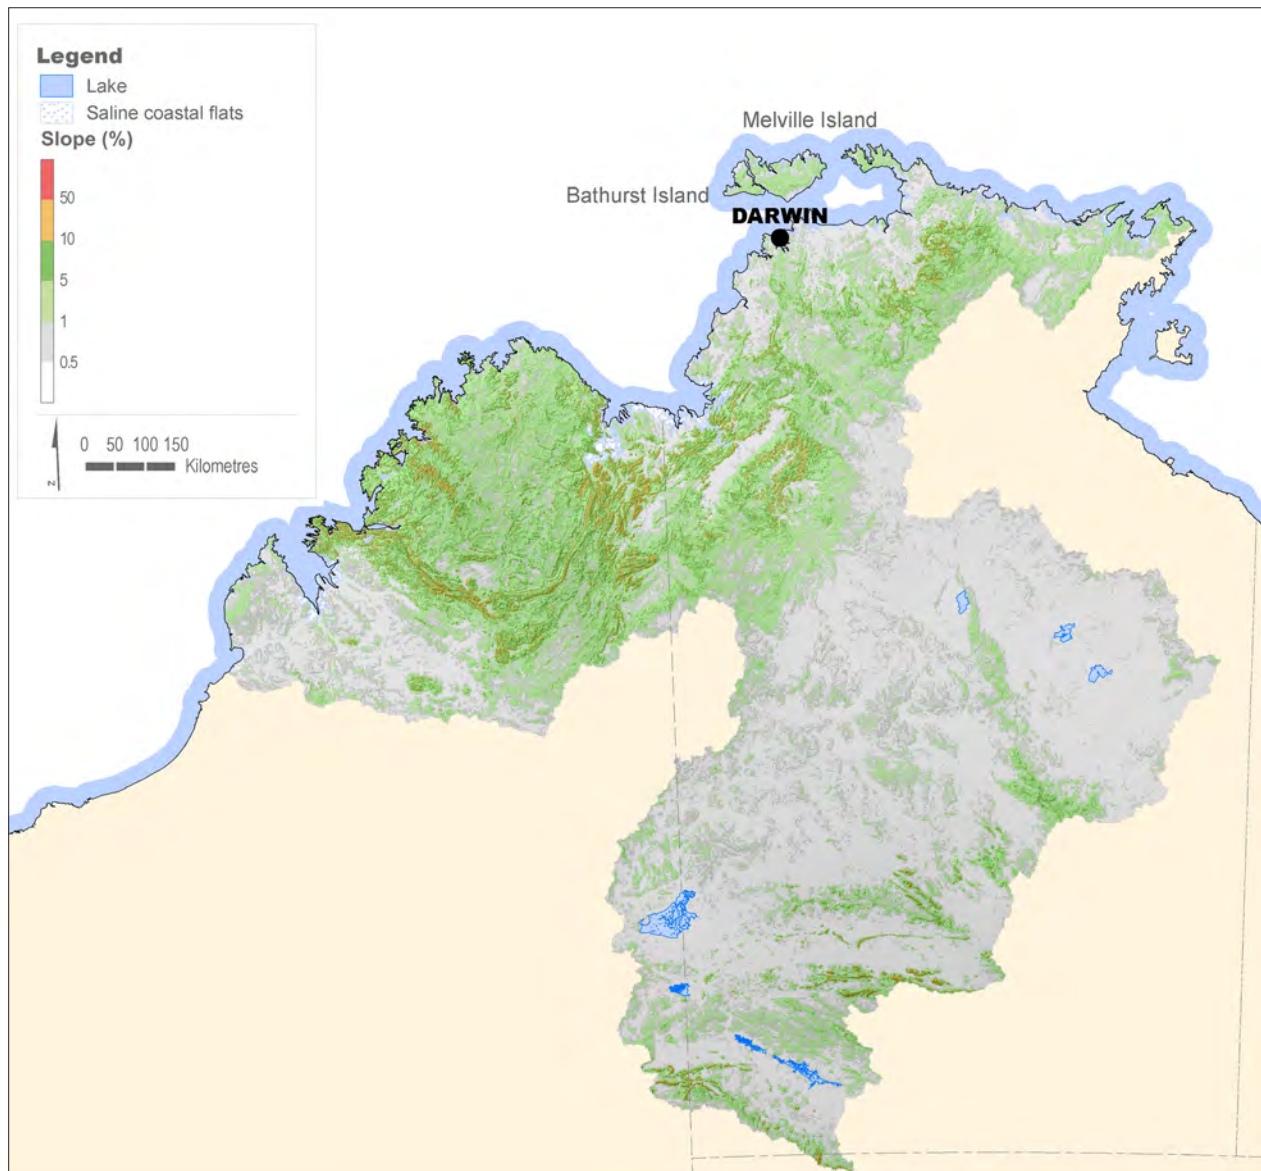 Legend
Lake
Saline coastal flats
Slope (%)
50
10
5
1
0.5
0 50 100 150
Kilometres
N
Melville Island
Bathurst Island
DARWIN